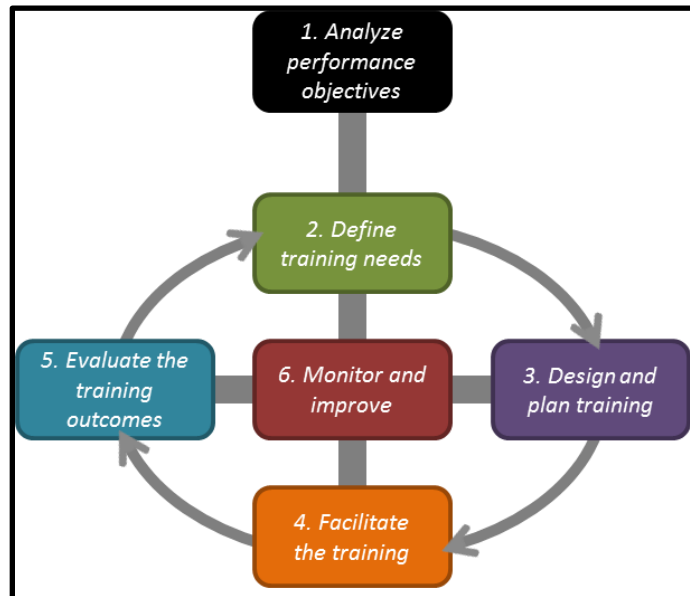 1. Analyze
performance
objectives
2. Define
training needs
5. Evaluate the
training
outcomes
6. Monitor and
improve
3. Design and
plan training
4. Facilitate
the training